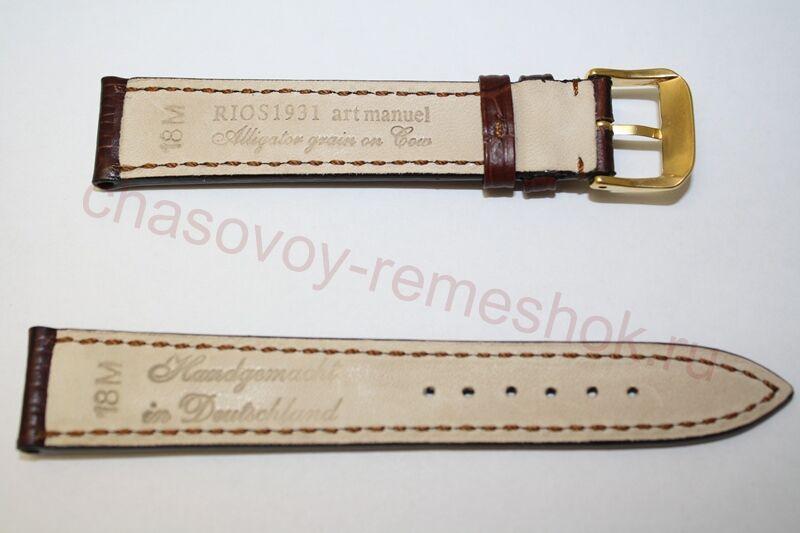 18M
RIOS1931 art manuel
Alligator grain on Cow
chasovoy-remeshok.ru
18M
Handgemacht
in Deutschland